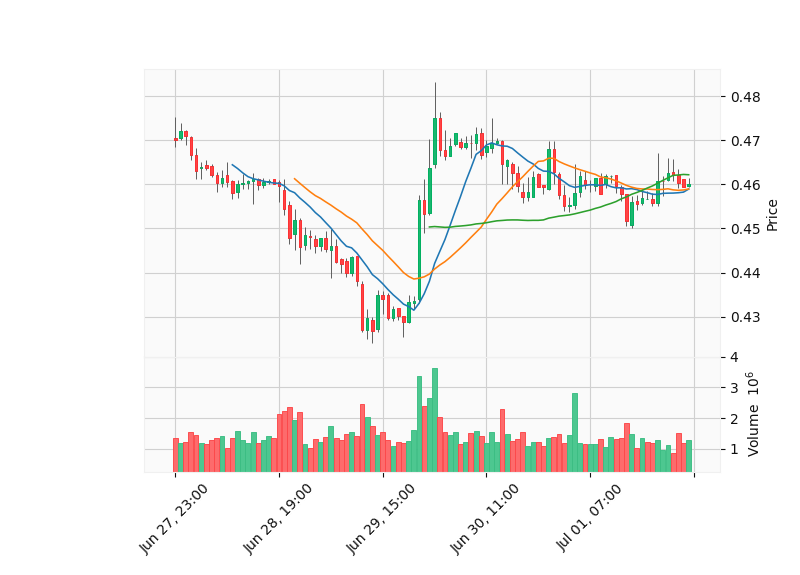 0.48
0.47
0.46
0.45
0.44
0.43
Price
4
3
2
1
Volume 10^6
Jun 27, 23:00
Jun 28, 19:00
Jun 29, 15:00
Jun 30, 11:00
Jul 01, 07:00